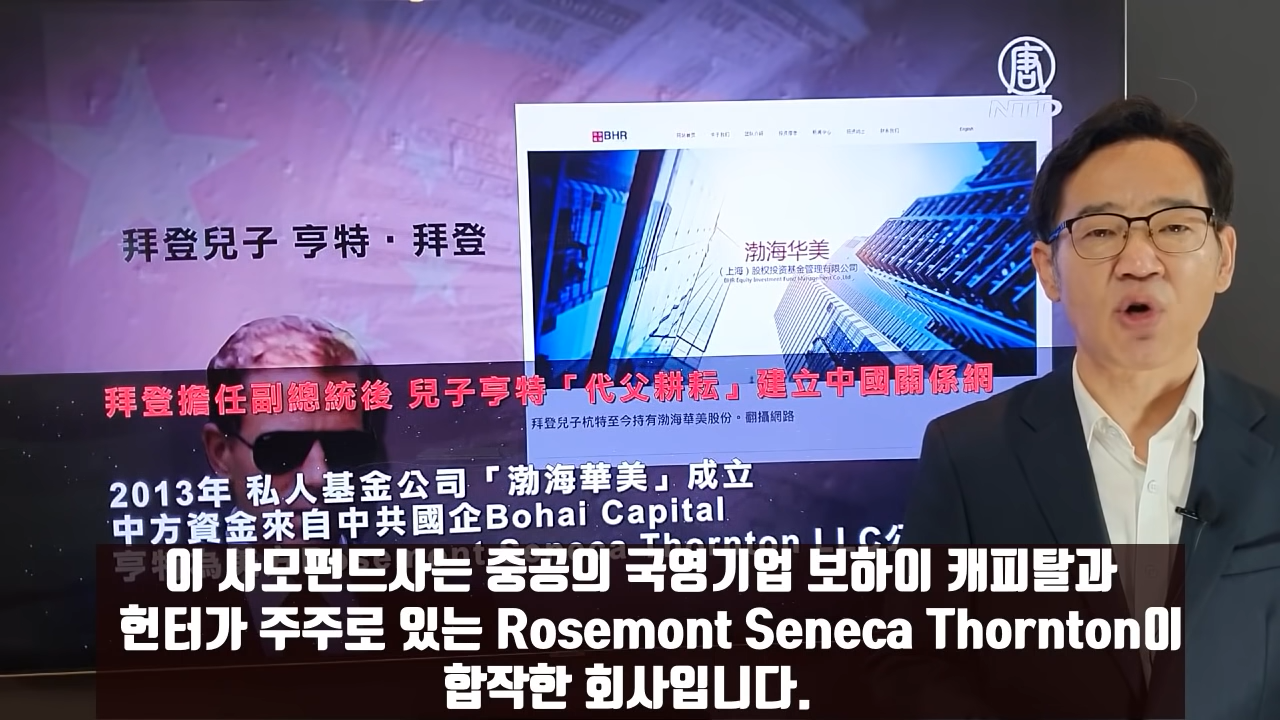 唐
NTD
BHR
English
渤海华美
(上海)股权投资基金管理有限公司
BHR Equity Investment Fund Management Co.,Ltd
拜登兒子 亨特·拜登
拜登擔任副總統後 兒子亨特「代父耕耘」建立中國關係網
拜登兒子杭特至今持有渤海華美股份。翻攝網路
2013年 私人基金公司「渤海華美」成立
中方資金來自中共國企Bohai Capital
이 사모펀드사는 중공의 국영기업 보하이 캐피탈과
헌터가 주주로 있는 Rosemont Seneca Thornton이
합작한 회사입니다.